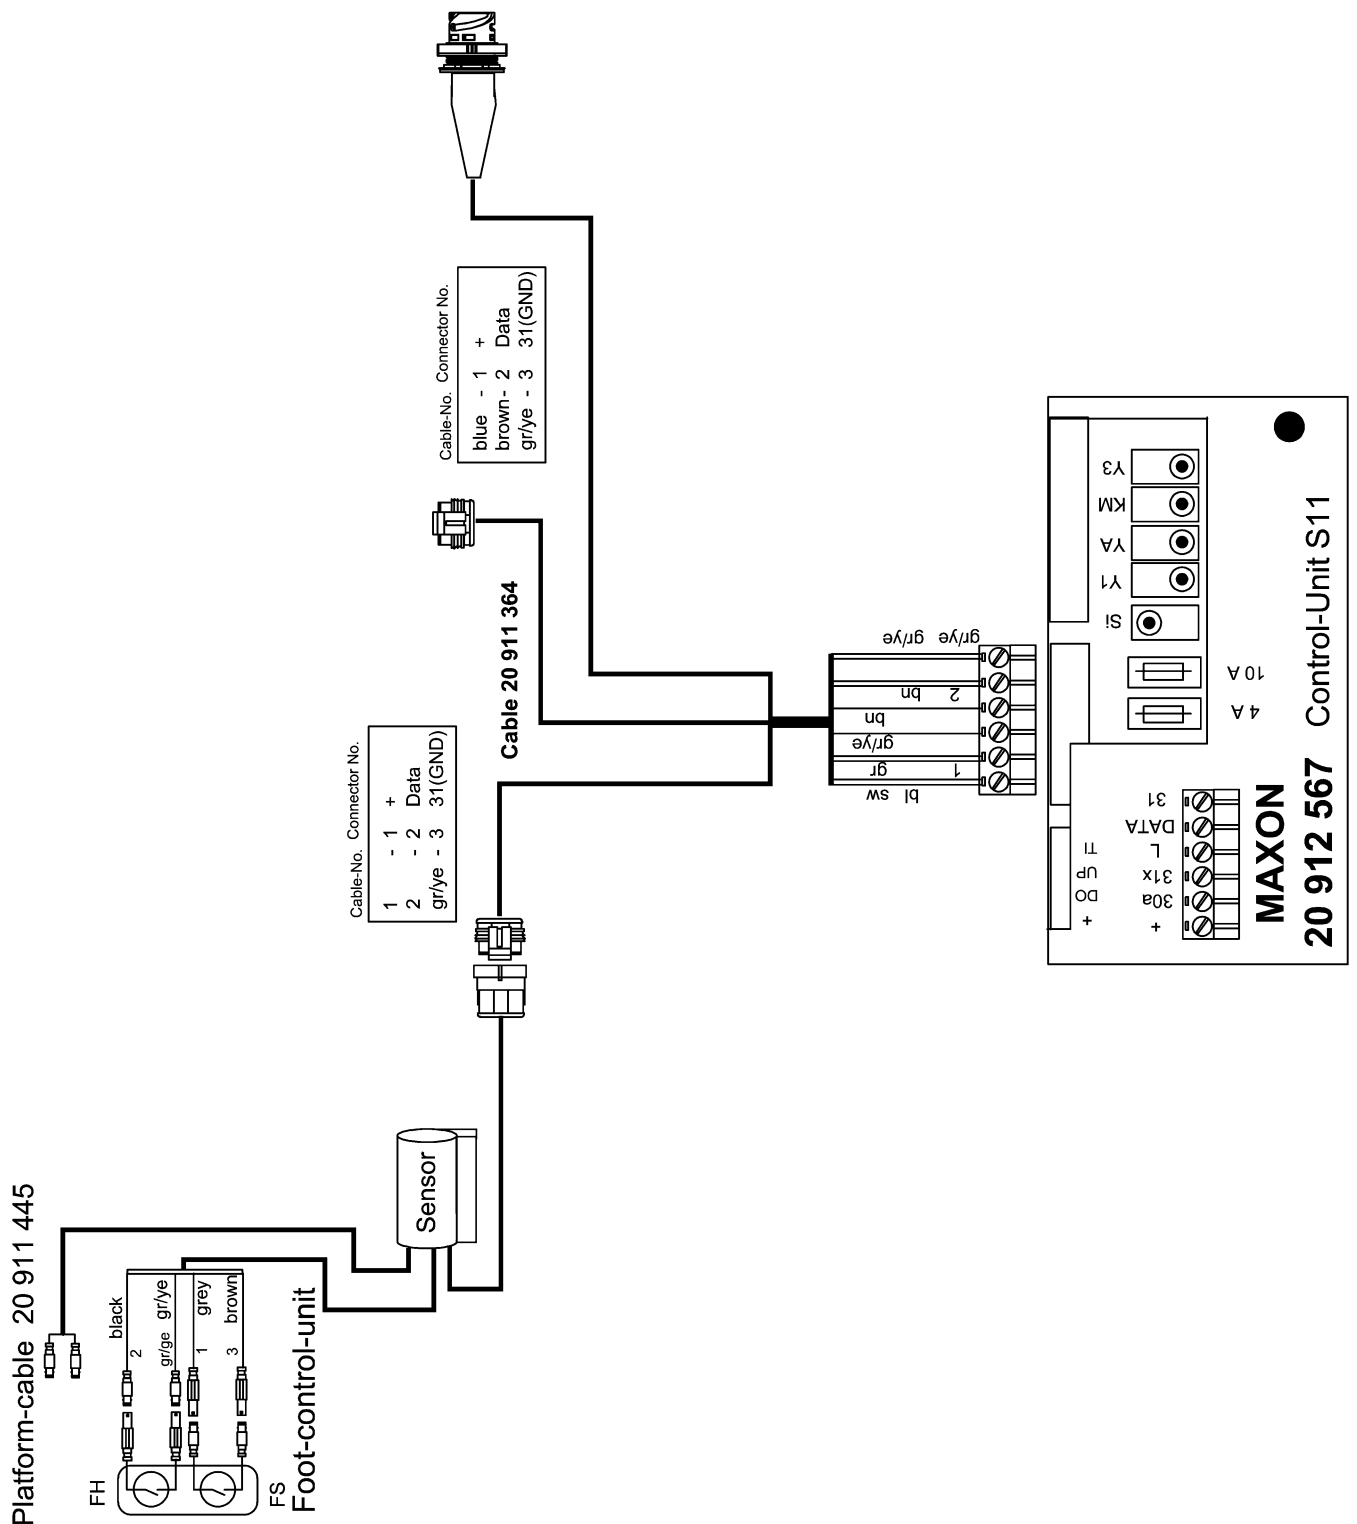 Platform-cable 20 911 445
FH
FS
Foot-control-unit
2 black
gr/ge gr/ye
1 grey
3 brown
Sensor
Cable-No. Connector No.
1 - 1 +
2 - 2 Data
gr/ye - 3 31(GND)
Cable 20 911 364
Cable-No. Connector No.
blue - 1 +
brown - 2 Data
gr/ye - 3 31(GND)
gr/ye gr/ye
2 bn
bn
gr/ye
1 gr
bl sw
Y3
KM
YA
Y1
Si
10 A
4 A
31
DATA
L
31x
30a
+
TI
UP
DO
+
MAXON
20 912 567 Control-Unit S11